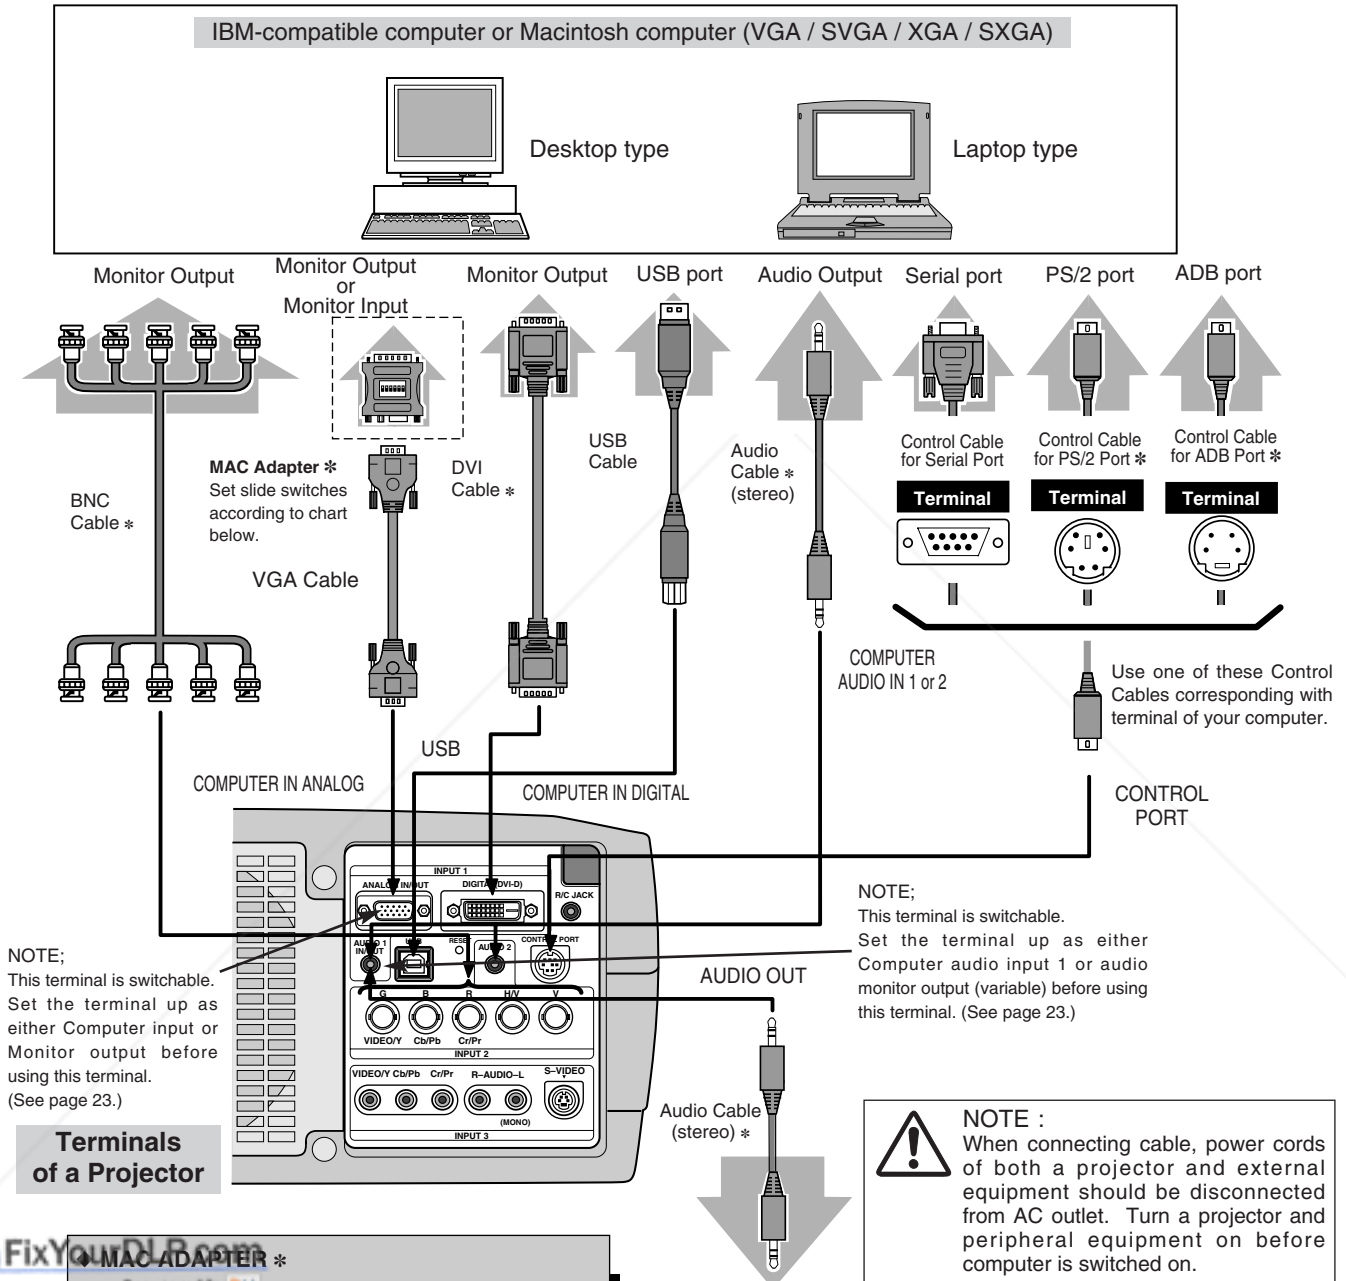 IBM-compatible computer or Macintosh computer (VGA / SVGA / XGA / SXGA)
Desktop type
Laptop type
Monitor Output
Monitor Output
or
Monitor Input
Monitor Output
USB port
Audio Output
Serial port
PS/2 port
ADB port
BNC
Cable *
MAC Adapter *
Set slide switches
according to chart
below.
VGA Cable
DVI
Cable *
USB
Cable
Audio
Cable *
(stereo)
Control Cable
for Serial Port
Control Cable
for PS/2 Port *
Control Cable
for ADB Port *
Terminal
Terminal
Terminal
COMPUTER
AUDIO IN 1 or 2
Use one of these Control
Cables corresponding with
terminal of your computer.
USB
COMPUTER IN ANALOG
COMPUTER IN DIGITAL
CONTROL
PORT
INPUT 1
ANALOG IN/OUT
DIGITAL (DVI-D)
R/C JACK
AUDIO 1
IN/OUT
USB
RESET
AUDIO 2
CONTROL PORT
G
B
R
H/V
V
VIDEO/Y
Cb/Pb
Cr/Pr
INPUT 2
VIDEO/Y Cb/Pb Cr/Pr
R–AUDIO–L
S–VIDEO
(MONO)
INPUT 3
NOTE;
This terminal is switchable.
Set the terminal up as
either Computer input or
Monitor output before
using this terminal.
(See page 23.)
NOTE;
This terminal is switchable.
Set the terminal up as either
Computer audio input 1 or audio
monitor output (variable) before using
this terminal. (See page 23.)
AUDIO OUT
Terminals
of a Projector
Audio Cable
(stereo) *
NOTE :
When connecting cable, power cords
of both a projector and external
equipment should be disconnected
from AC outlet. Turn a projector and
peripheral equipment on before
computer is switched on.
FixYourDLP.com
◆ MAC ADAPTER *